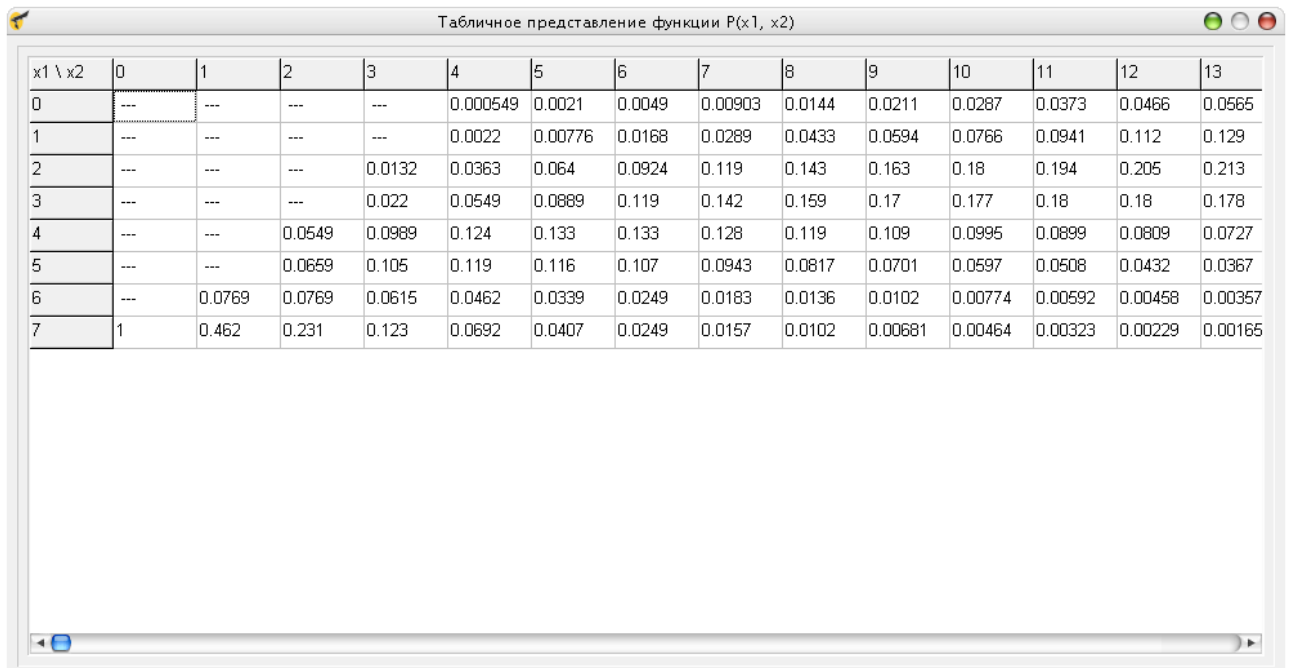 Табличное представление функции P(x1, x2)
x1 \ x2 0 1 2 3 4 5 6 7 8 9 10 11 12 13
0 --- --- --- --- 0.000549 0.0021 0.0049 0.00903 0.0144 0.0211 0.0287 0.0373 0.0466 0.0565
1 --- --- --- --- 0.0022 0.00776 0.0168 0.0289 0.0433 0.0594 0.0766 0.0941 0.112 0.129
2 --- --- --- 0.0132 0.0363 0.064 0.0924 0.119 0.143 0.163 0.18 0.194 0.205 0.213
3 --- --- --- 0.022 0.0549 0.0889 0.119 0.142 0.159 0.17 0.177 0.18 0.18 0.178
4 --- --- 0.0549 0.0989 0.124 0.133 0.133 0.128 0.119 0.109 0.0995 0.0899 0.0809 0.0727
5 --- --- 0.0659 0.105 0.119 0.116 0.107 0.0943 0.0817 0.0701 0.0597 0.0508 0.0432 0.0367
6 --- 0.0769 0.0769 0.0615 0.0462 0.0339 0.0249 0.0183 0.0136 0.0102 0.00774 0.00592 0.00458 0.00357
7 1 0.462 0.231 0.123 0.0692 0.0407 0.0249 0.0157 0.0102 0.00681 0.00464 0.00323 0.00229 0.00165